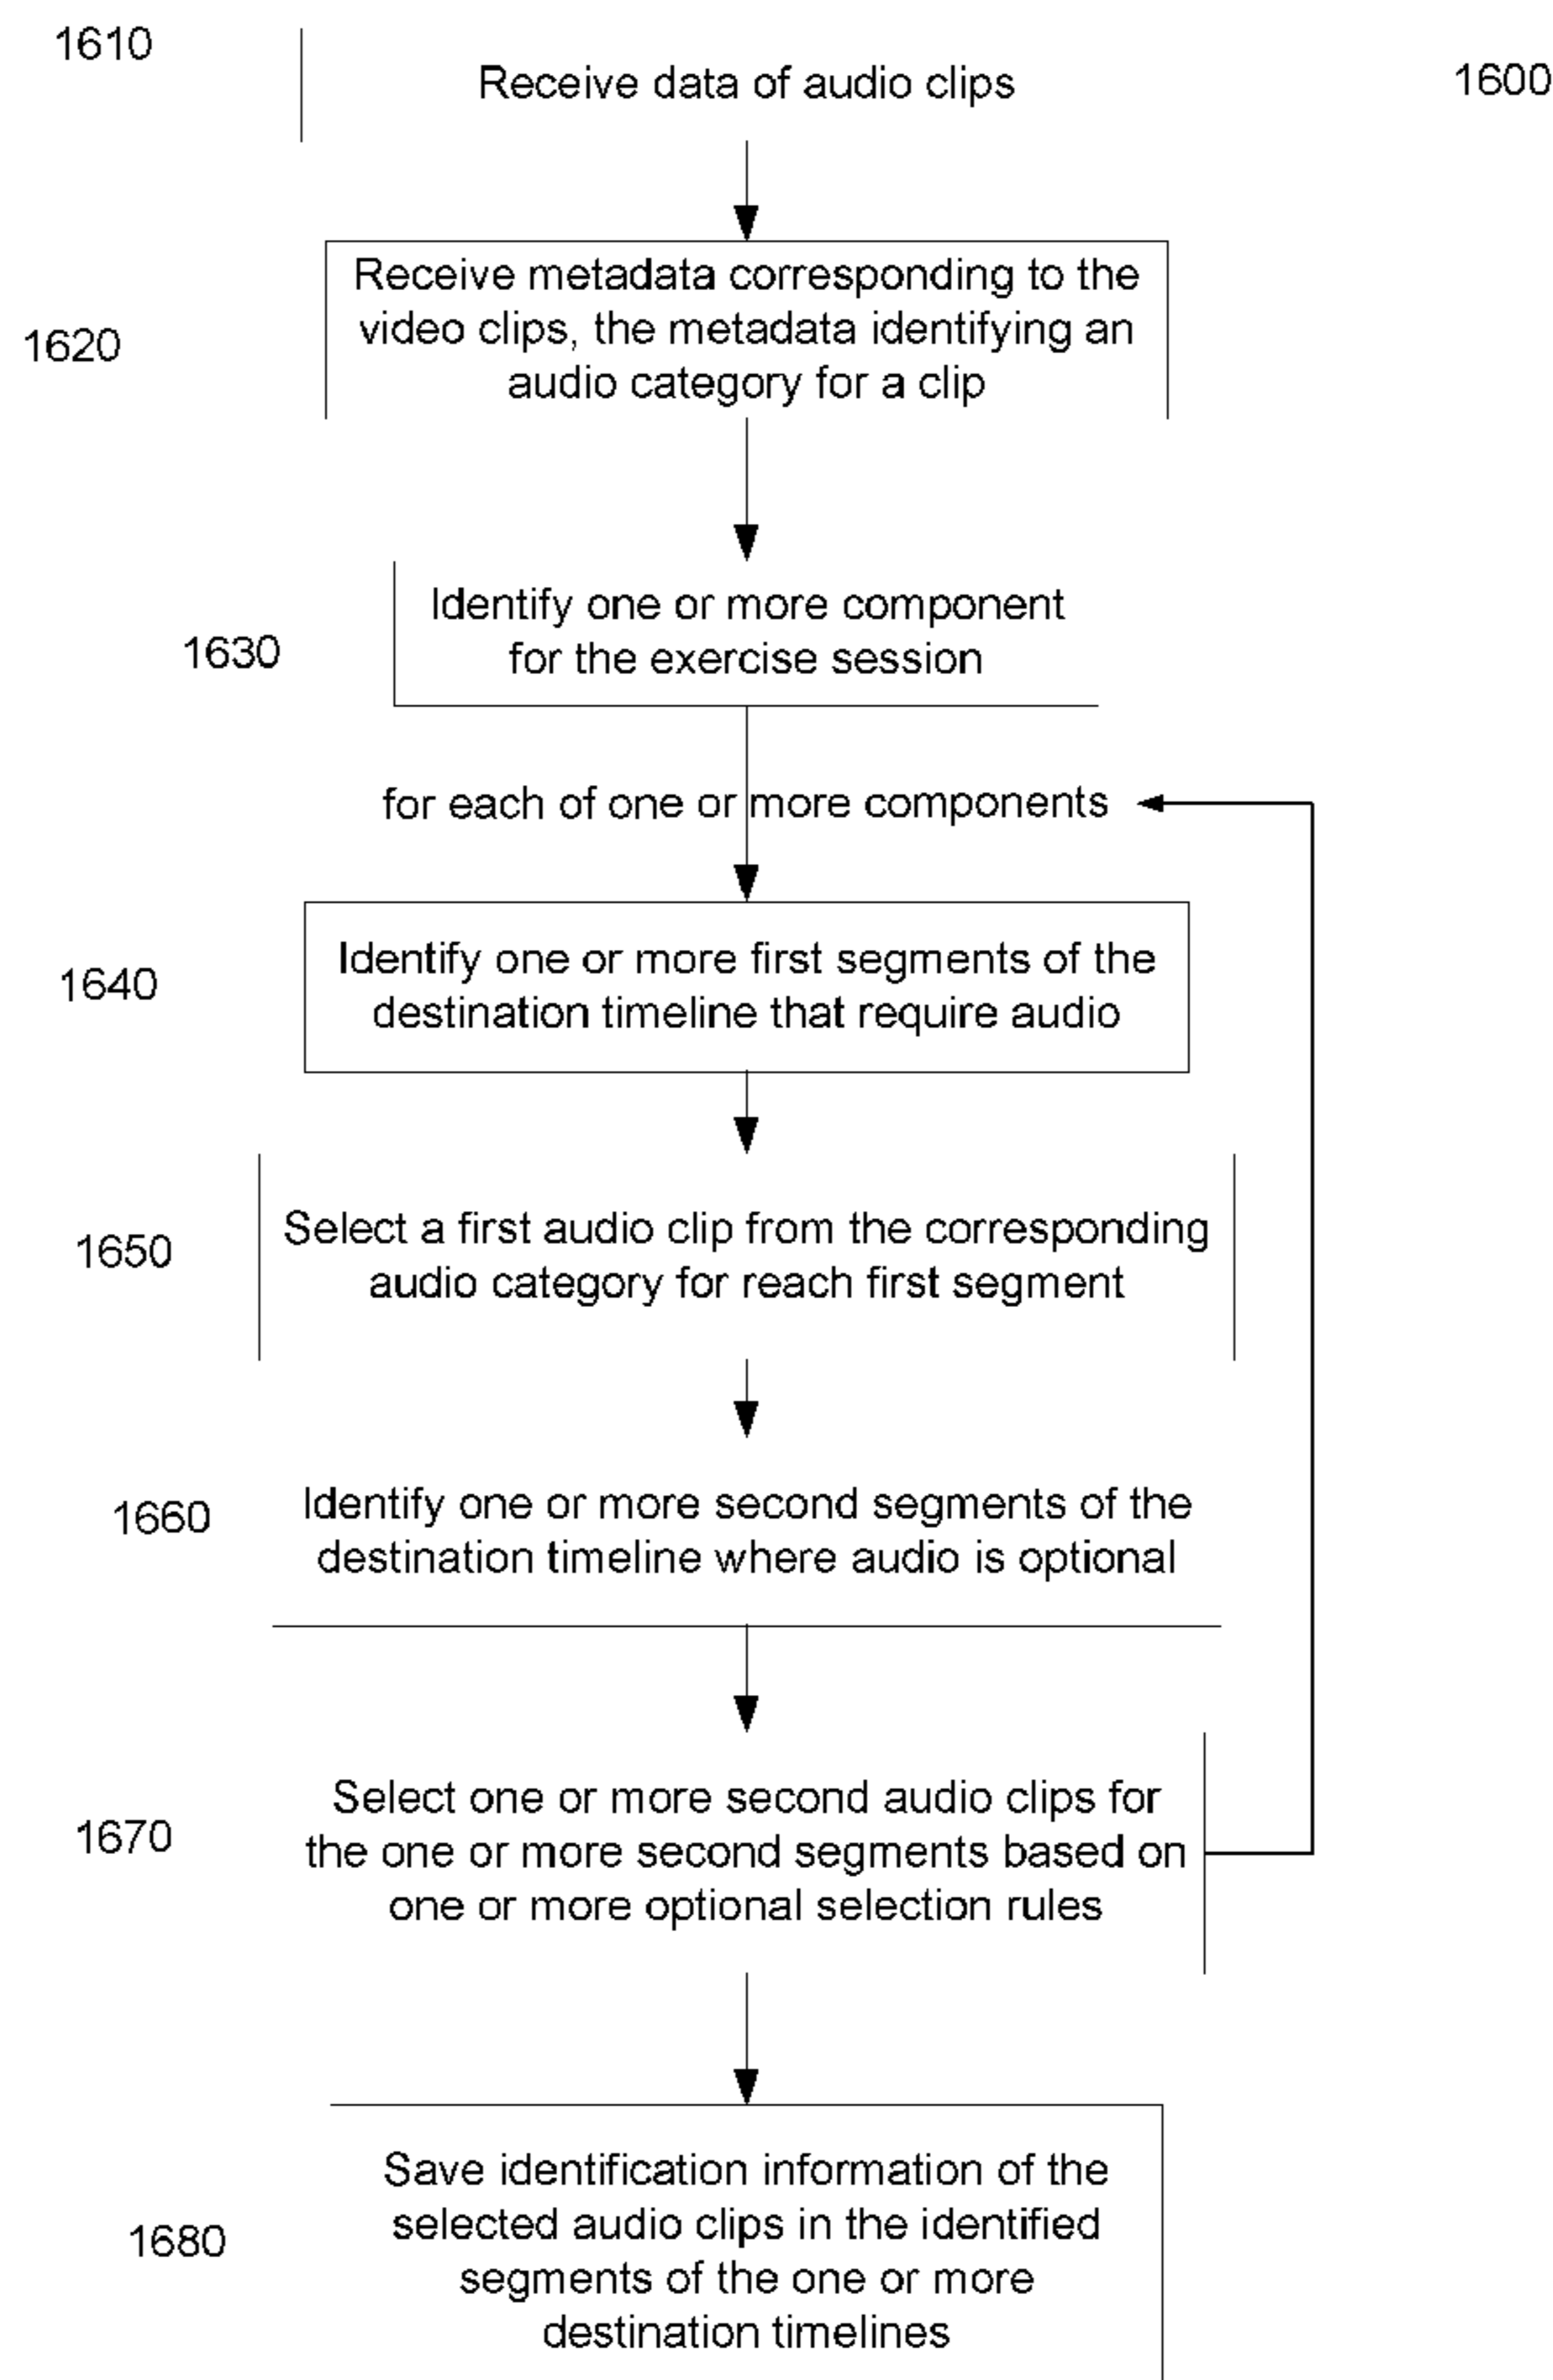 1610
Receive data of audio clips
1600
Receive metadata corresponding to the
video clips, the metadata identifying an
audio category for a clip
1620
Identify one or more component
for the exercise session
1630
for each of one or more components
Identify one or more first segments of the
destination timeline that require audio
1640
Select a first audio clip from the corresponding
audio category for reach first segment
1650
Identify one or more second segments of the
destination timeline where audio is optional
1660
Select one or more second audio clips for
the one or more second segments based on
one or more optional selection rules
1670
Save identification information of the
selected audio clips in the identified
segments of the one or more
destination timelines
1680